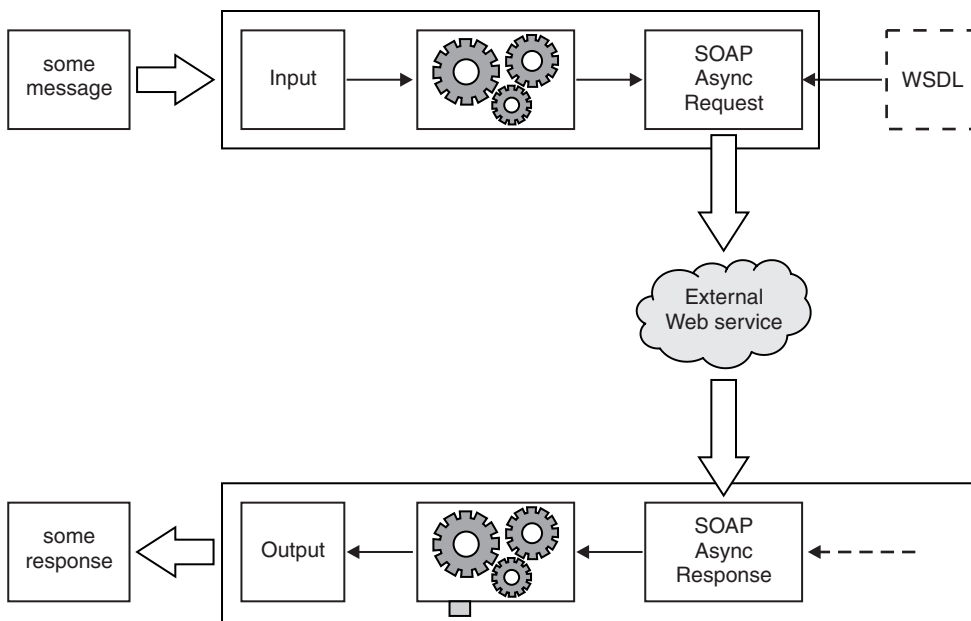 some
message
Input
SOAP
Async
Request
WSDL
External
Web service
some
response
Output
SOAP
Async
Response